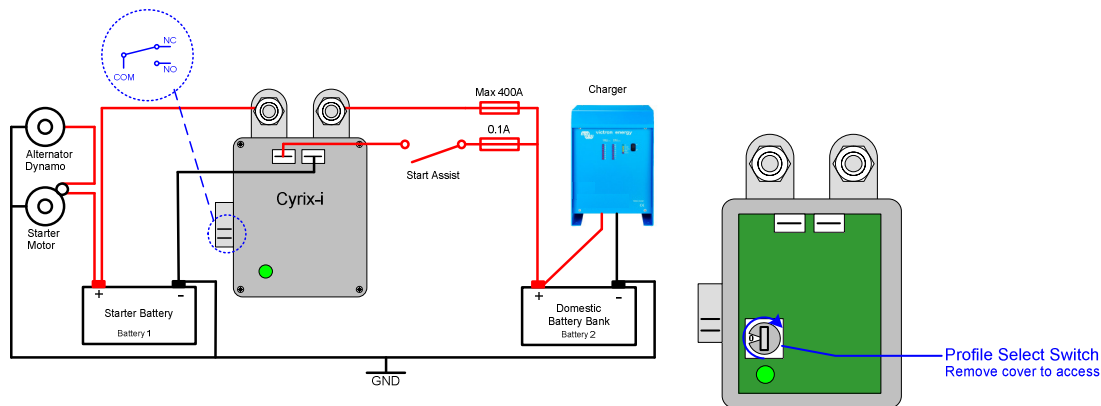 NC
COM
NO
Max 400A
Charger
0.1A
victron energy
Alternator
Dynamo
Start Assist
Cyrix-i
Starter
Motor
+
-
Starter Battery
Battery 1
+
-
Domestic
Battery Bank
Battery 2
GND
Profile Select Switch
Remove cover to access